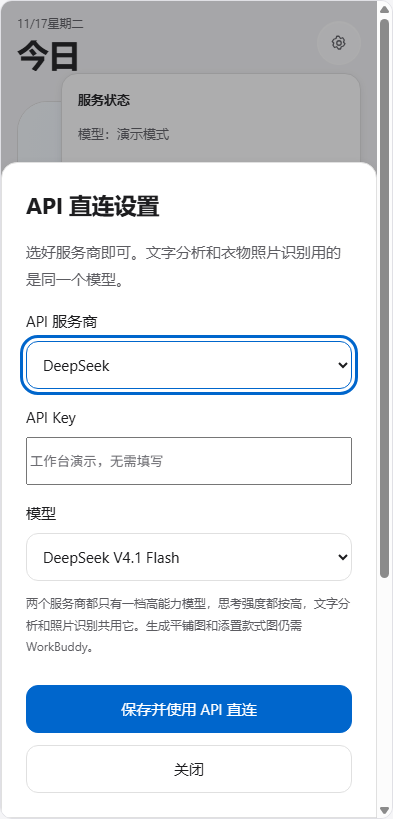 11/17星期二
今日
服务状态
模型：演示模式
API 直连设置
选好服务商即可。文字分析和衣物照片识别用的
是同一个模型。
API 服务商
DeepSeek
API Key
工作台演示，无需填写
模型
DeepSeek V4.1 Flash
两个服务商都只有一档高能力模型，思考强度都按高，文字分
析和照片识别共用它。生成平铺图和添置款式图仍需
WorkBuddy。
保存并使用 API 直连
关闭